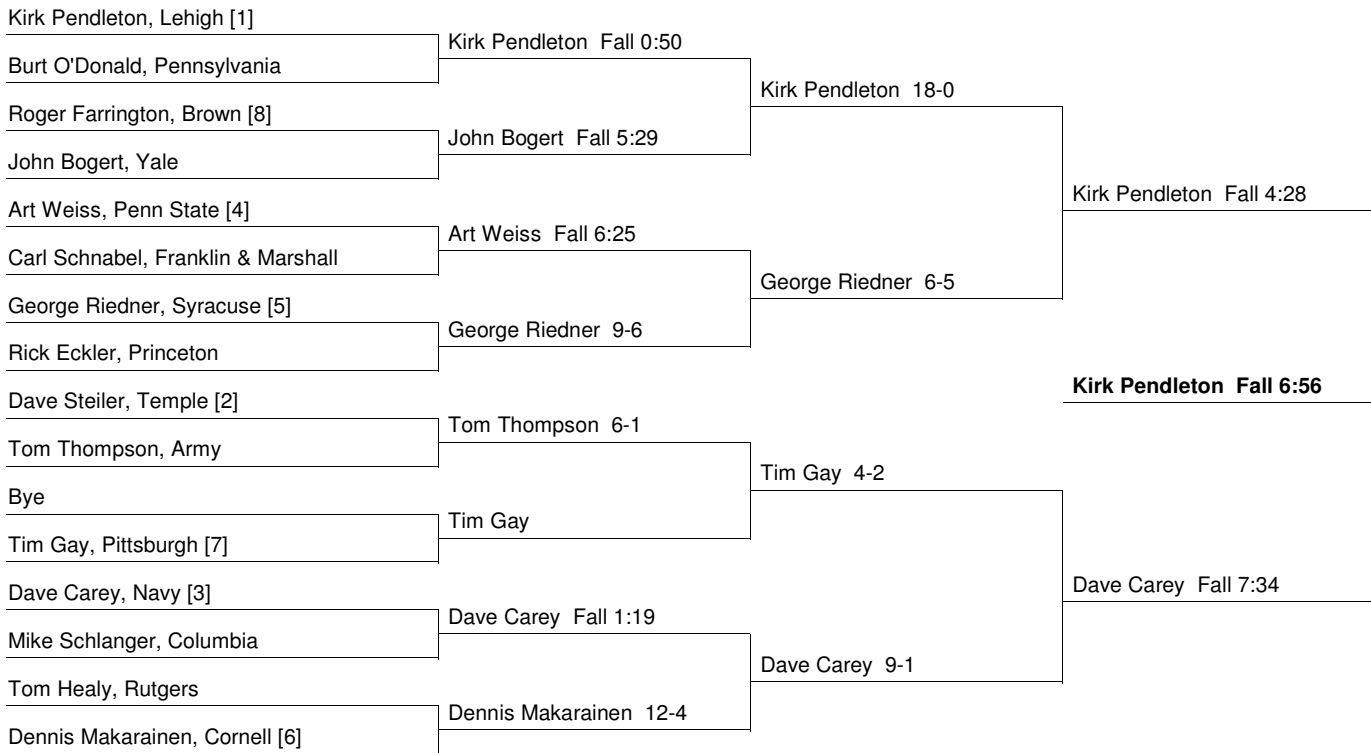 Kirk Pendleton, Lehigh [1]
Kirk Pendleton Fall 0:50
Burt O'Donald, Pennsylvania
Kirk Pendleton 18-0
Roger Farrington, Brown [8]
John Bogert Fall 5:29
John Bogert, Yale
Kirk Pendleton Fall 4:28
Art Weiss, Penn State [4]
Art Weiss Fall 6:25
Carl Schnabel, Franklin & Marshall
George Riedner 6-5
George Riedner, Syracuse [5]
George Riedner 9-6
Rick Eckler, Princeton
Kirk Pendleton Fall 6:56
Dave Steiler, Temple [2]
Tom Thompson 6-1
Tom Thompson, Army
Tim Gay 4-2
Bye
Tim Gay
Tim Gay, Pittsburgh [7]
Dave Carey Fall 7:34
Dave Carey, Navy [3]
Dave Carey Fall 1:19
Mike Schlanger, Columbia
Dave Carey 9-1
Tom Healy, Rutgers
Dennis Makarainen 12-4
Dennis Makarainen, Cornell [6]